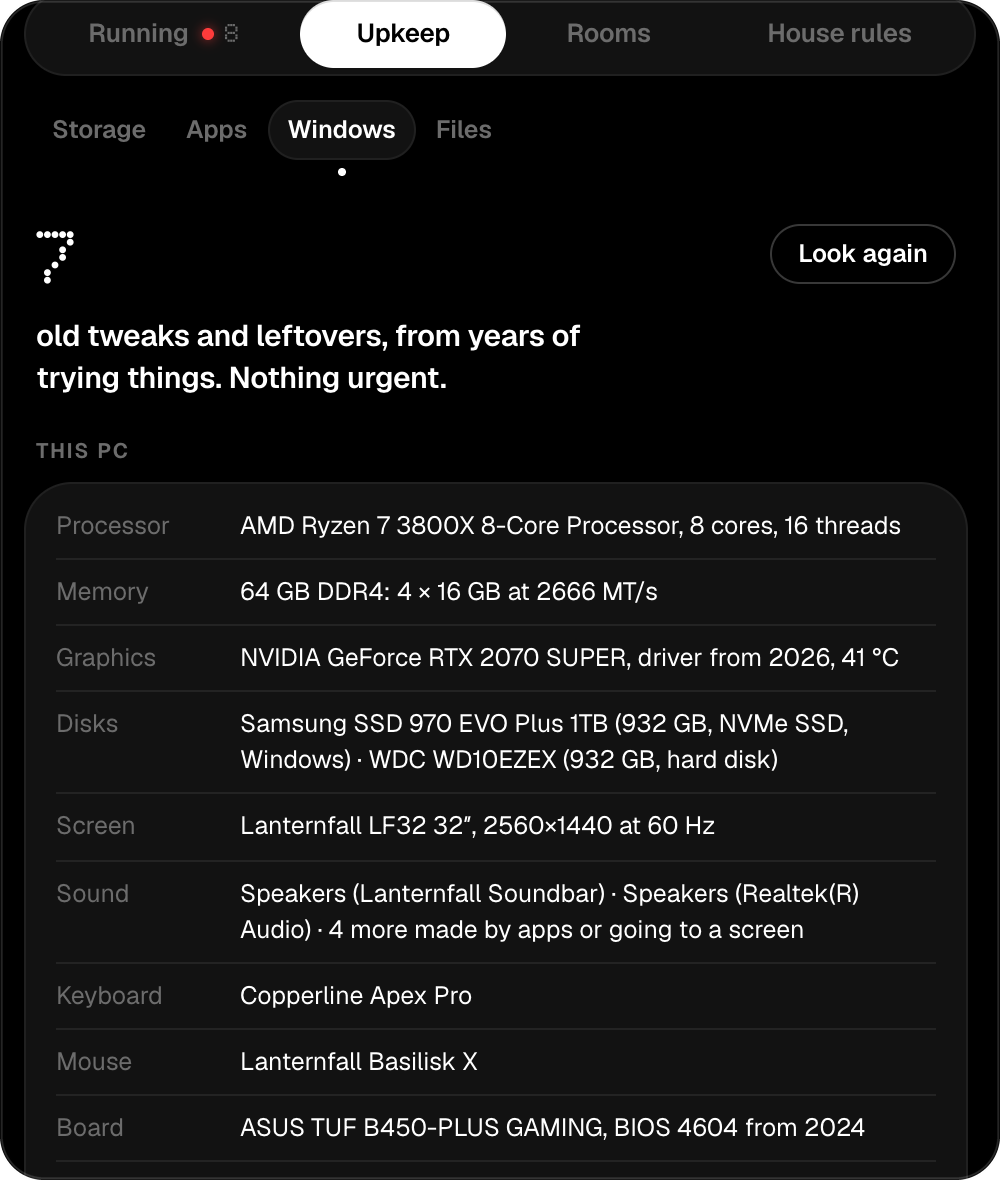 Running 8 Upkeep Rooms House rules
Storage Apps Windows Files
7
Look again
old tweaks and leftovers, from years of
trying things. Nothing urgent.
THIS PC
Processor AMD Ryzen 7 3800X 8-Core Processor, 8 cores, 16 threads
Memory 64 GB DDR4: 4 × 16 GB at 2666 MT/s
Graphics NVIDIA GeForce RTX 2070 SUPER, driver from 2026, 41 °C
Disks Samsung SSD 970 EVO Plus 1TB (932 GB, NVMe SSD,
Windows) · WDC WD10EZEX (932 GB, hard disk)
Screen Lanternfall LF32 32″, 2560×1440 at 60 Hz
Sound Speakers (Lanternfall Soundbar) · Speakers (Realtek(R)
Audio) · 4 more made by apps or going to a screen
Keyboard Copperline Apex Pro
Mouse Lanternfall Basilisk X
Board ASUS TUF B450-PLUS GAMING, BIOS 4604 from 2024